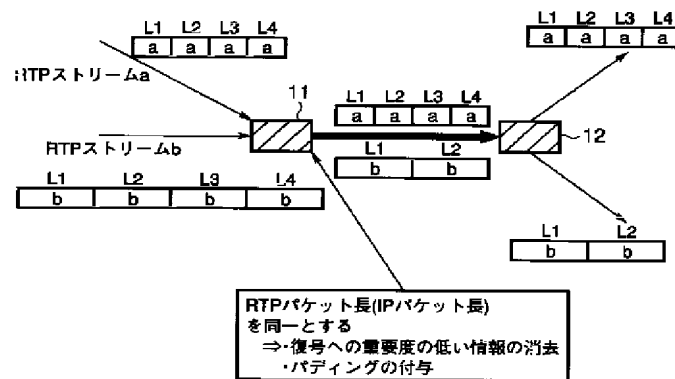 L1 L2 L3 L4
a a a a
RTPストリームa
11
L1 L2 L3 L4
a a a a
L1 L2 L3 L4
a a a a
12
RTPストリームb
L1 L2
b b
L1 L2 L3 L4
b b b b
L1 L2
b b
RTPパケット長(IPパケット長)
を同一とする
⇒・復号への重要度の低い情報の消去
・パディングの付与